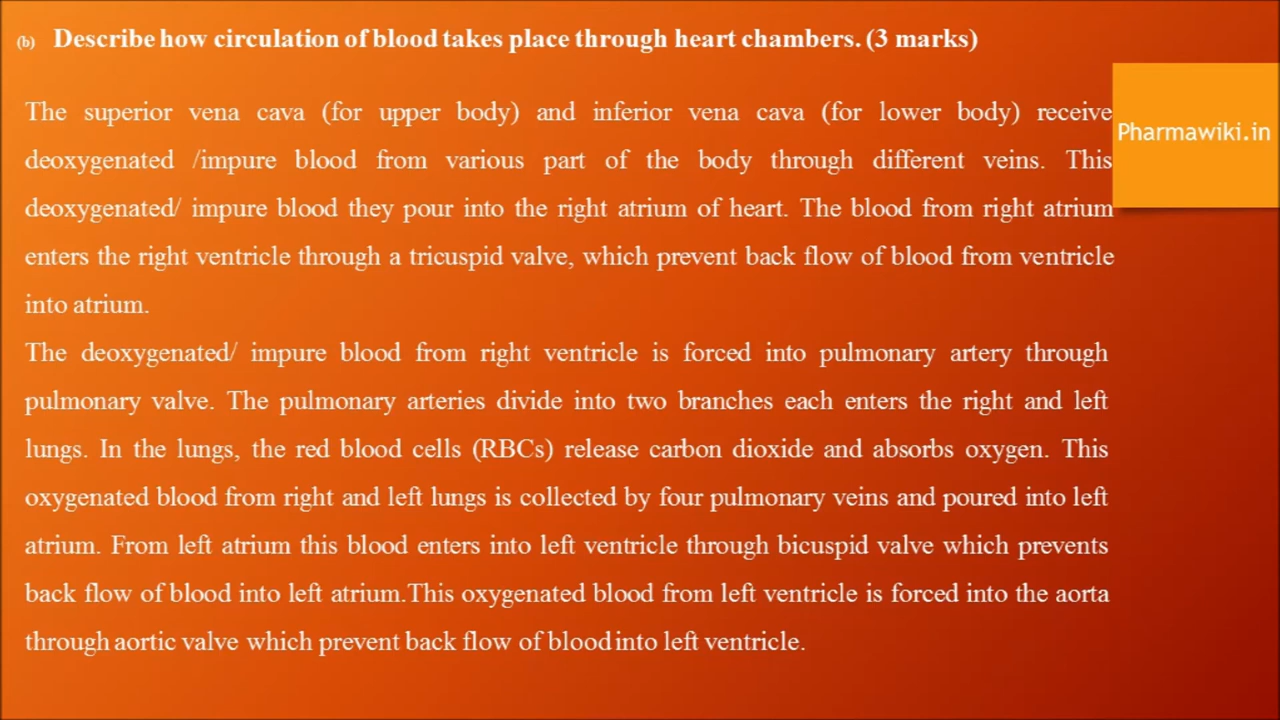 (b) Describe how circulation of blood takes place through heart chambers. (3 marks)
The superior vena cava (for upper body) and inferior vena cava (for lower body) receive
Pharmawiki.in
deoxygenated /impure blood from various part of the body through different veins. This
deoxygenated/ impure blood they pour into the right atrium of heart. The blood from right atrium
enters the right ventricle through a tricuspid valve, which prevent back flow of blood from ventricle
into atrium.
The deoxygenated/ impure blood from right ventricle is forced into pulmonary artery through
pulmonary valve. The pulmonary arteries divide into two branches each enters the right and left
lungs. In the lungs, the red blood cells (RBCs) release carbon dioxide and absorbs oxygen. This
oxygenated blood from right and left lungs is collected by four pulmonary veins and poured into left
atrium. From left atrium this blood enters into left ventricle through bicuspid valve which prevents
back flow of blood into left atrium.This oxygenated blood from left ventricle is forced into the aorta
through aortic valve which prevent back flow of blood into left ventricle.